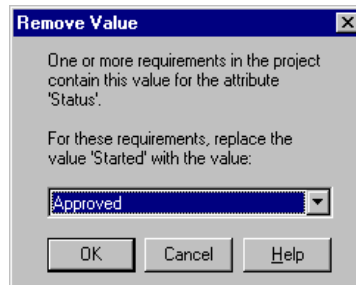 Remove Value
One or more requirements in the project
contain this value for the attribute
'Status'.
For these requirements, replace the
value 'Started' with the value:
Approved
OK Cancel Help